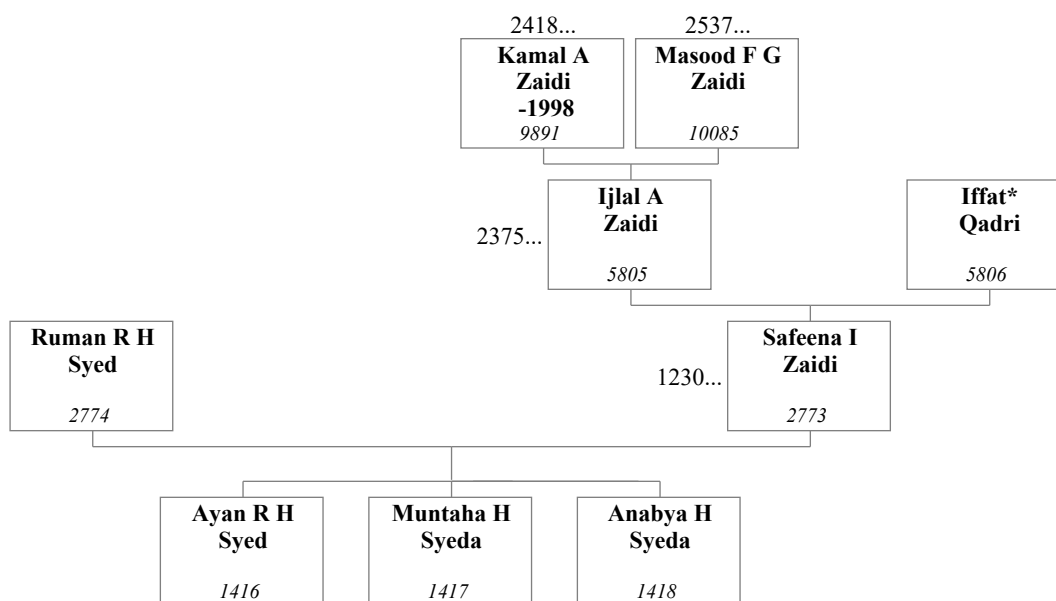 2418...
2537...
Kamal A
Zaidi
-1998
9891
Masood F G
Zaidi
10085
Ijlal A
Zaidi
5805
2375...
Iffat*
Qadri
5806
Ruman R H
Syed
2774
Safeena I
Zaidi
2773
1230...
Ayan R H
Syed
1416
Muntaha H
Syeda
1417
Anabya H
Syeda
1418